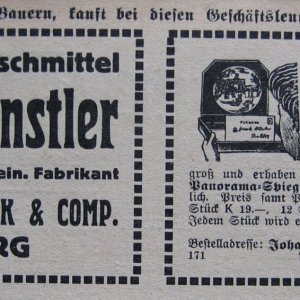 Bauern, kauft bei diesen Geschäftsleu
schmittel
nstler
ein. Fabrikant
K & COMP.
RG
groß und erhaben
Panorama-Spieg
lich. Preis samt P
Stück K 19.—, 12
Jedem Stück wird e
Bestelladresse: Joha
171